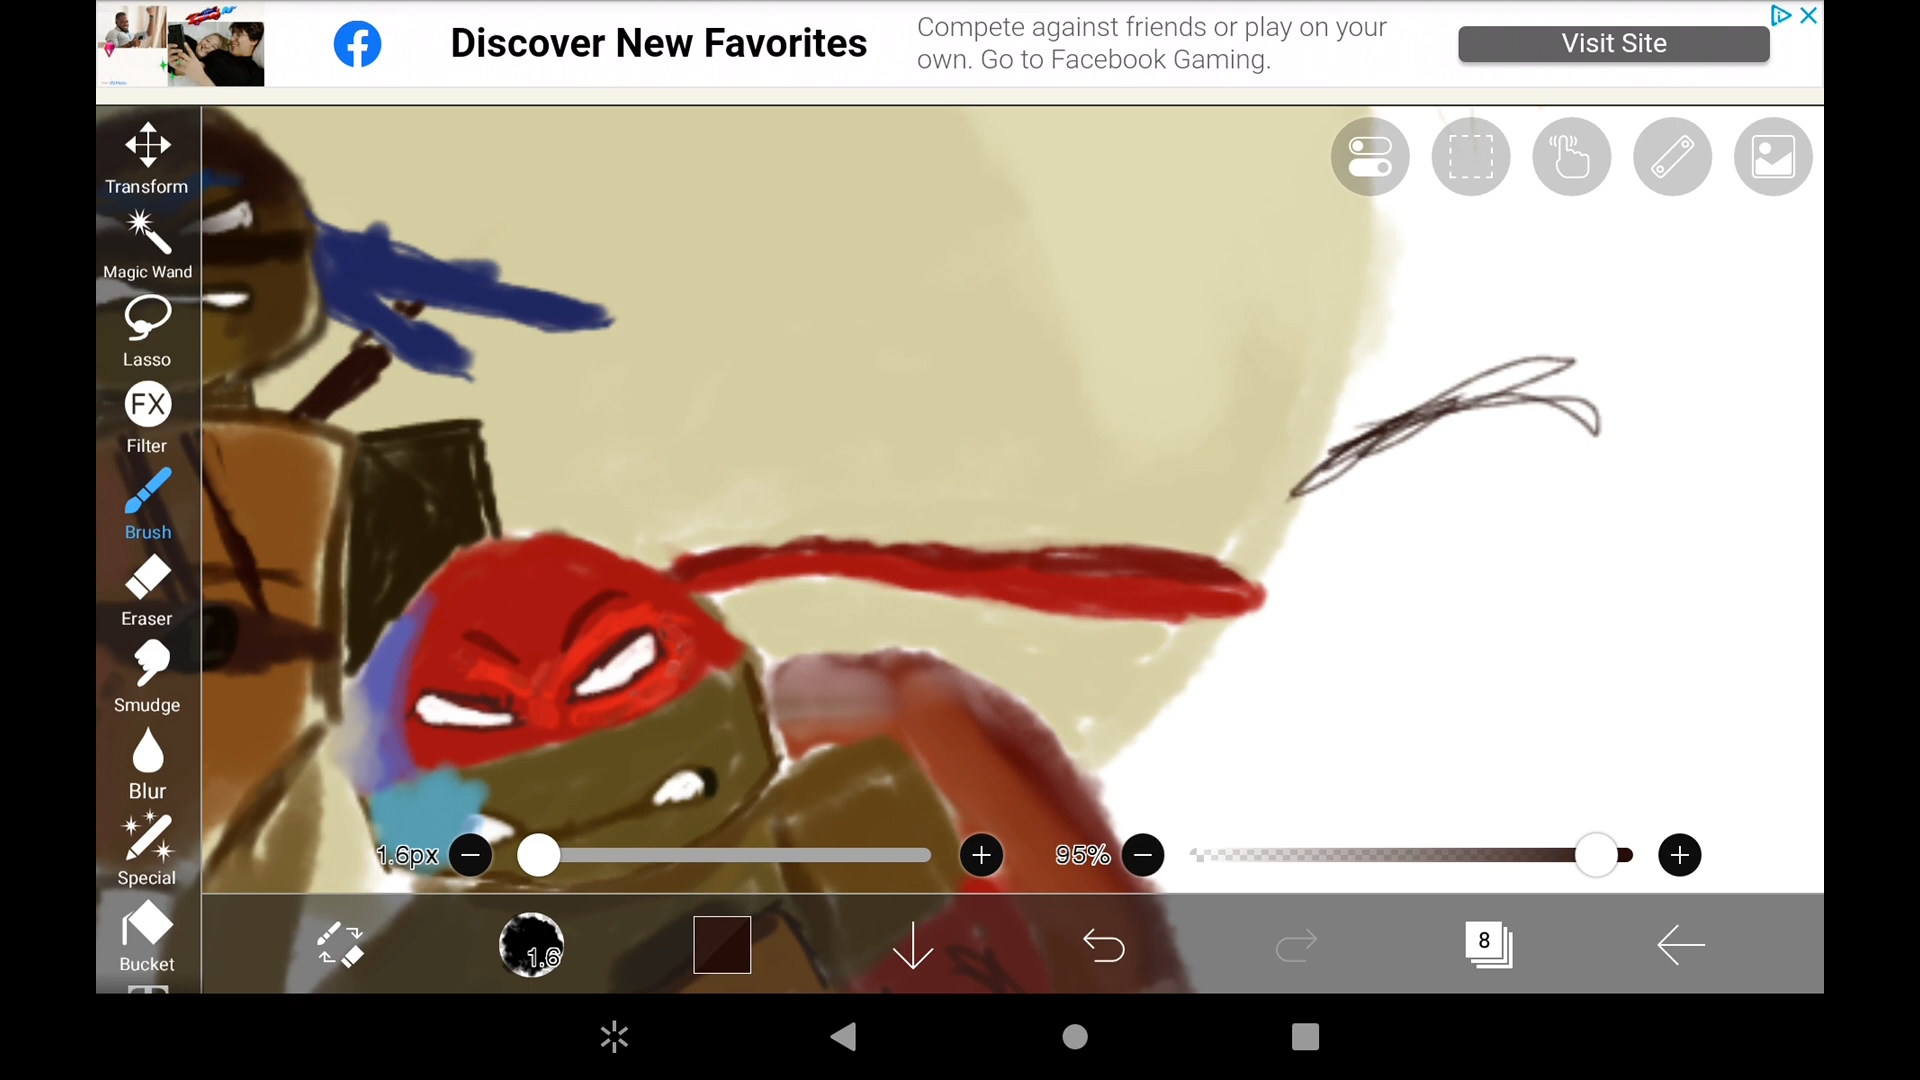 Discover New Favorites
Compete against friends or play on your
own. Go to Facebook Gaming.
Visit Site
Transform
Magic Wand
Lasso
FX
Filter
Brush
Eraser
Smudge
Blur
Special
Bucket
1.6px
95%
1.6
8